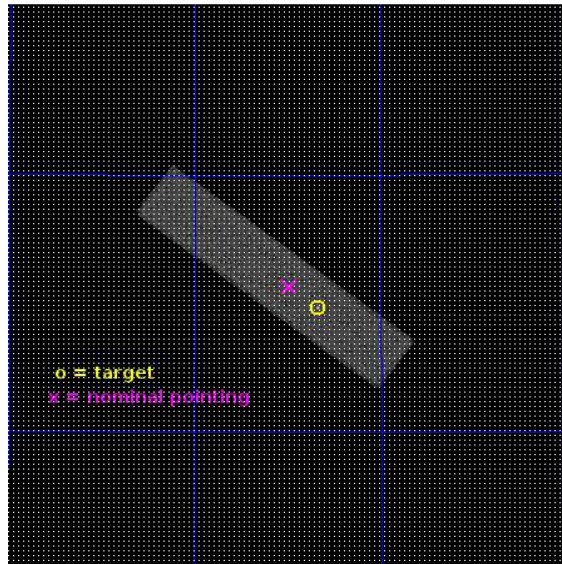 o = target
x = nominal pointing